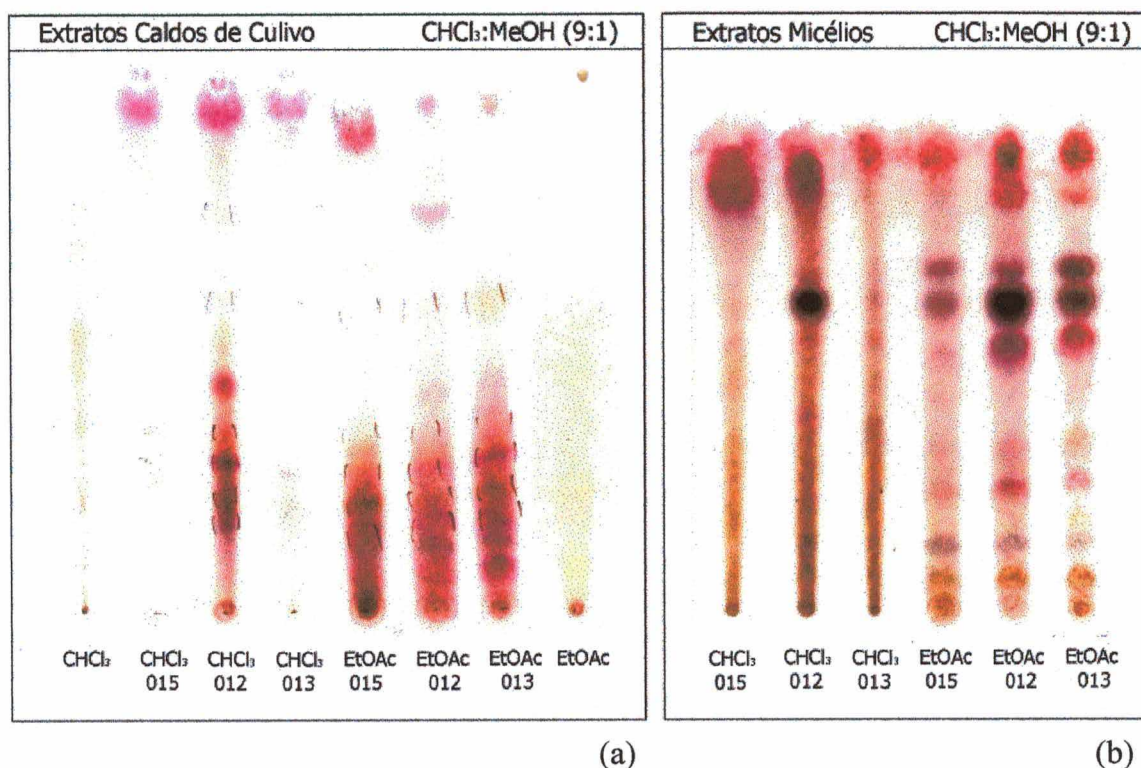 Extratos Caldos de Culivo CHCl₃:MeOH (9:1)
CHCl₃ CHCl₃ CHCl₃ CHCl₃ EtOAc EtOAc EtOAc EtOAc
015 012 013 015 012 013
(a)
Extratos Micélios CHCl₃:MeOH (9:1)
CHCl₃ CHCl₃ CHCl₃ EtOAc EtOAc EtOAc
015 012 013 015 012 013
(b)